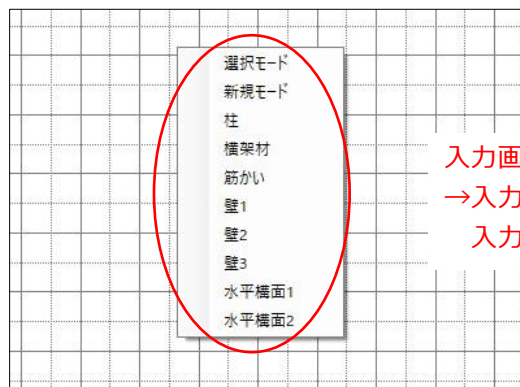 選択モード
新規モード
柱
横架材
筋かい
壁1
壁2
壁3
水平構面1
水平構面2
入力画
→入力
入力